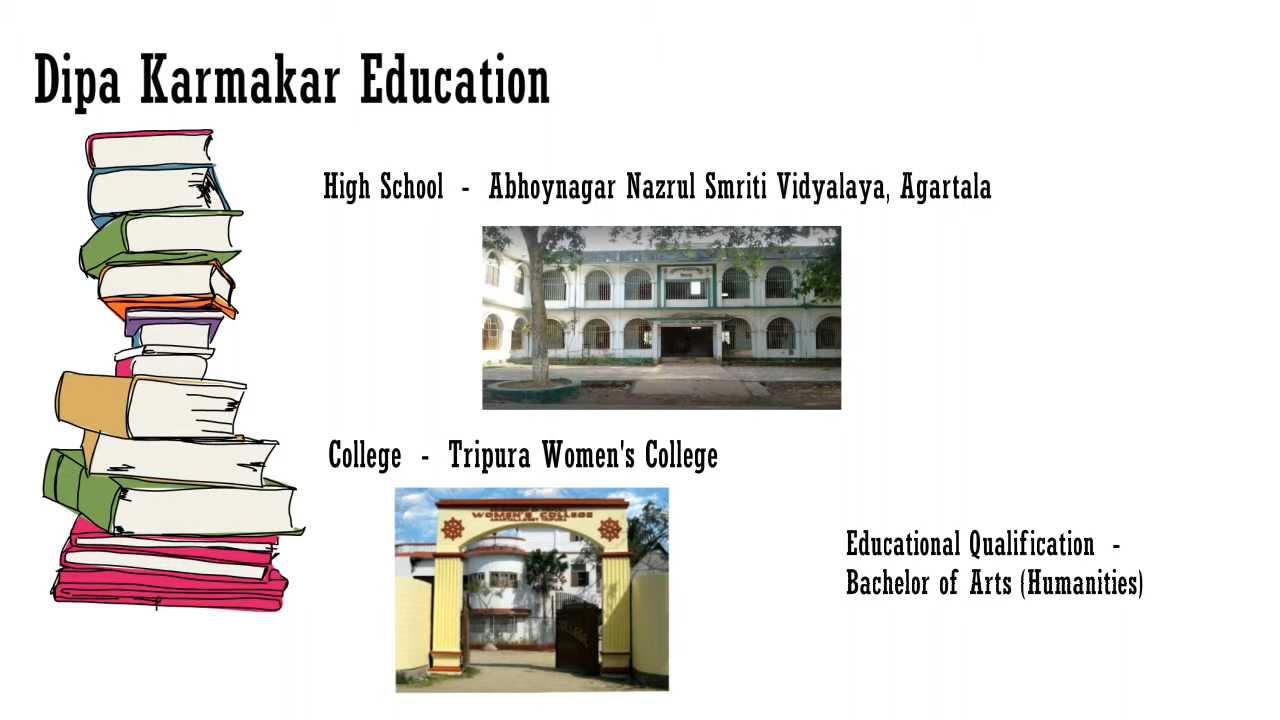 Dipa Karmakar Education
High School - Abhoynagar Nazrul Smriti Vidyalaya, Agartala
College - Tripura Women's College
WOMEN'S COLLEGE
Educational Qualification -
Bachelor of Arts (Humanities)